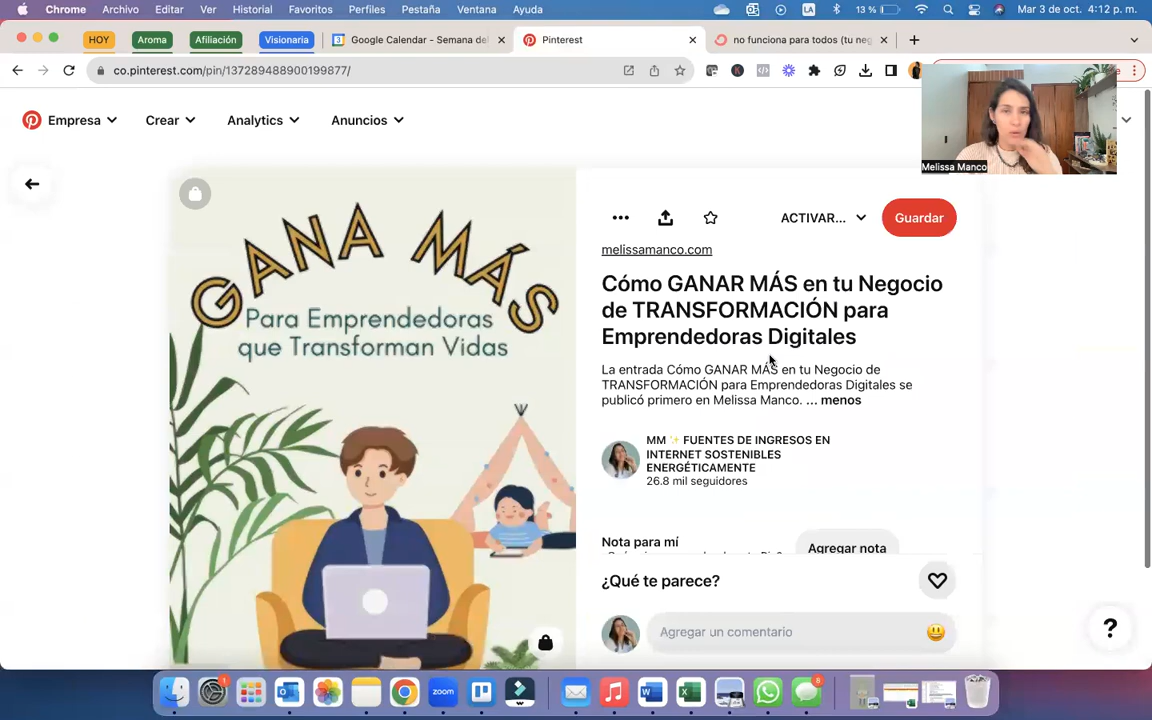 Chrome Archivo Editar Ver Historial Favoritos Perfiles Pestaña Ventana Ayuda
LA 13 % Mar 3 de oct. 4:12 p. m.
HOY Aroma Afiliación Visionaria Google Calendar - Semana del Pinterest no funciona para todos (tu neg
co.pinterest.com/pin/137289488900199877/
Empresa Crear Analytics Anuncios
Melissa Manco
GANA MÁS
Para Emprendedoras
que Transforman Vidas
ACTIVAR... Guardar
melissamanco.com
Cómo GANAR MÁS en tu Negocio
de TRANSFORMACIÓN para
Emprendedoras Digitales
La entrada Cómo GANAR MÁS en tu Negocio de
TRANSFORMACIÓN para Emprendedoras Digitales se
publicó primero en Melissa Manco. ... menos
MM ✨ FUENTES DE INGRESOS EN
INTERNET SOSTENIBLES
ENERGÉTICAMENTE
26.8 mil seguidores
Nota para mí
Agregar nota
¿Qué te parece?
Agregar un comentario
?
1
zoom
8